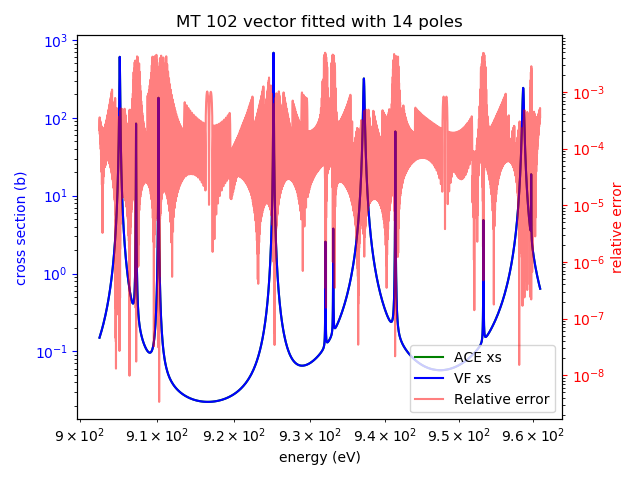 MT 102 vector fitted with 14 poles
cross section (b)
10³
10²
10¹
10⁰
10⁻¹
10⁻³
10⁻⁴
10⁻⁵
10⁻⁶
10⁻⁷
10⁻⁸
relative error
ACE xs
VF xs
Relative error
9 × 10² 9.1 × 10² 9.2 × 10² 9.3 × 10² 9.4 × 10² 9.5 × 10² 9.6 × 10²
energy (eV)